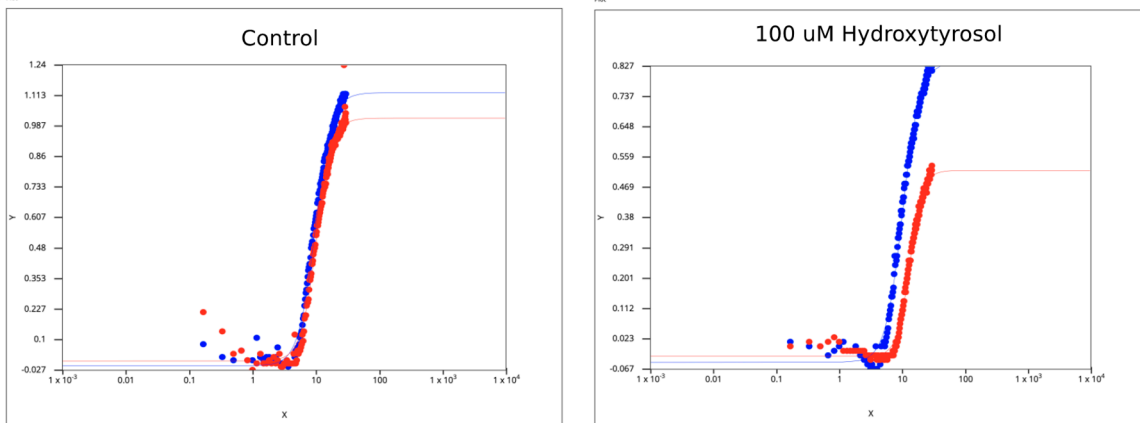 Control
1.24
1.113
0.987
0.86
0.733
0.607
0.48
0.353
0.227
0.1
-0.027
Y
1 x 10⁻³
0.01
0.1
1
10
100
1 x 10³
1 x 10⁴
X
100 uM Hydroxytyrosol
0.827
0.737
0.648
0.559
0.469
0.38
0.291
0.201
0.112
0.023
-0.067
Y
1 x 10⁻³
0.01
0.1
1
10
100
1 x 10³
1 x 10⁴
X